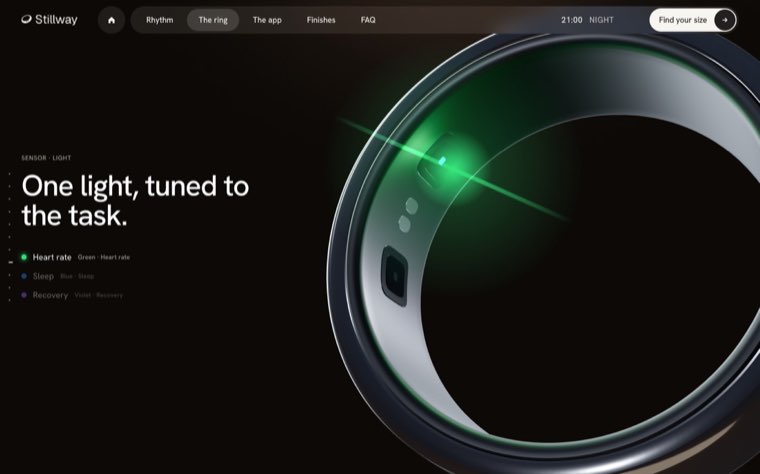 Stillway
Rhythm
The ring
The app
Finishes
FAQ
21:00 NIGHT
Find your size
SENSOR · LIGHT
One light, tuned to
the task.
Heart rate Green · Heart rate
Sleep Blue · Sleep
Recovery Violet · Recovery